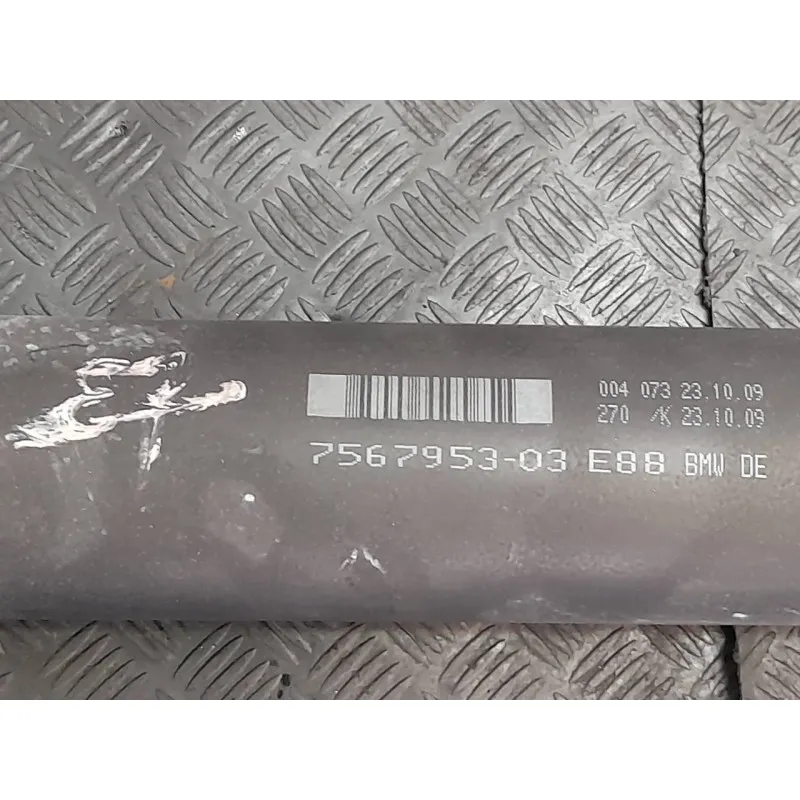 004 073 23.10.09
270 /K 23.10.09
7567953-03 E88 BMW DE